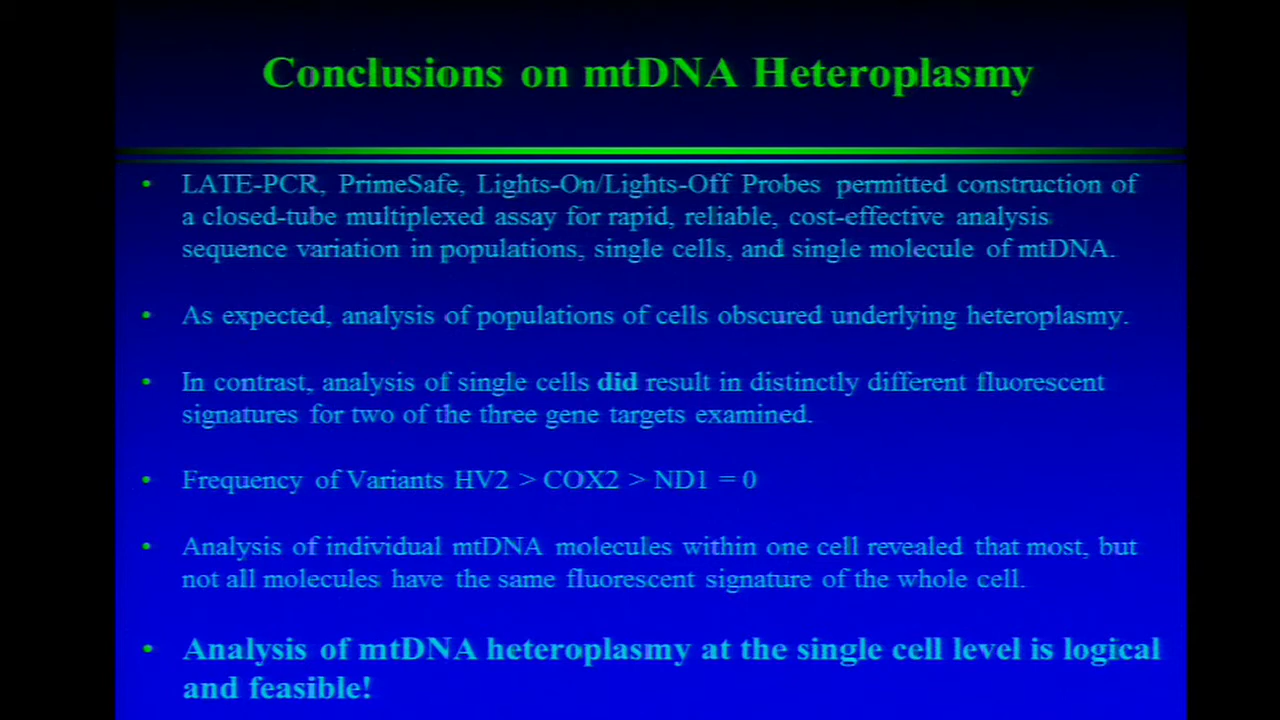 Conclusions on mtDNA Heteroplasmy
• LATE-PCR, PrimeSafe, Lights-On/Lights-Off Probes permitted construction of
a closed-tube multiplexed assay for rapid, reliable, cost-effective analysis
sequence variation in populations, single cells, and single molecule of mtDNA.
• As expected, analysis of populations of cells obscured underlying heteroplasmy.
• In contrast, analysis of single cells did result in distinctly different fluorescent
signatures for two of the three gene targets examined.
• Frequency of Variants HV2 > COX2 > ND1 = 0
• Analysis of individual mtDNA molecules within one cell revealed that most, but
not all molecules have the same fluorescent signature of the whole cell.
• Analysis of mtDNA heteroplasmy at the single cell level is logical
and feasible!